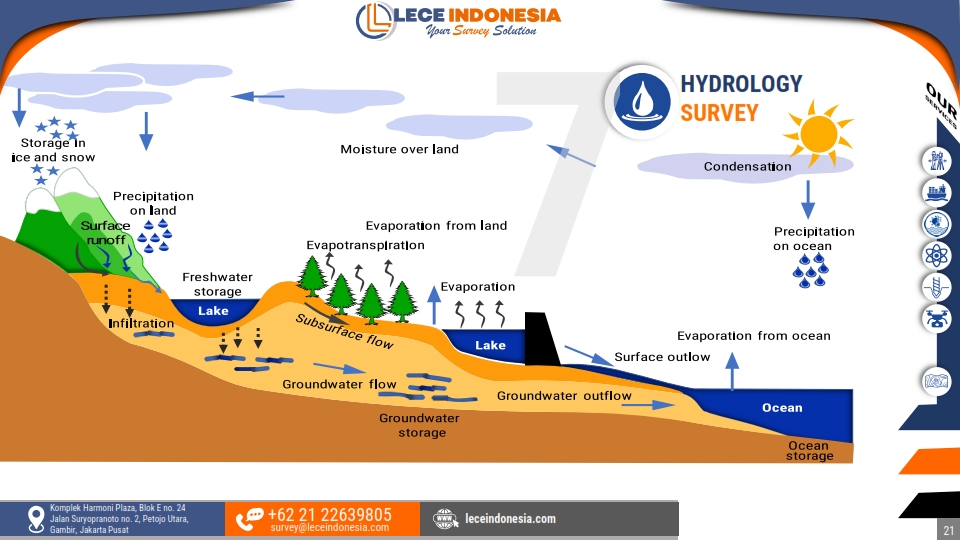 LECE INDONESIA
Your Survey Solution
7
HYDROLOGY
SURVEY
OUR
SERVICES
Storage in
ice and snow
Moisture over land
Condensation
Precipitation
on land
Surface
runoff
Evaporation from land
Evapotranspiration
Precipitation
on ocean
Freshwater
storage
Lake
Evaporation
Infiltration
Subsurface flow
Lake
Evaporation from ocean
Surface outlow
Groundwater flow
Groundwater outflow
Ocean
Groundwater
storage
Ocean
storage
Komplek Harmoni Plaza, Blok E no. 24
Jalan Suryopranoto no. 2, Petojo Utara,
Gambir, Jakarta Pusat
+62 21 22639805
survey@leceindonesia.com
leceindonesia.com
21